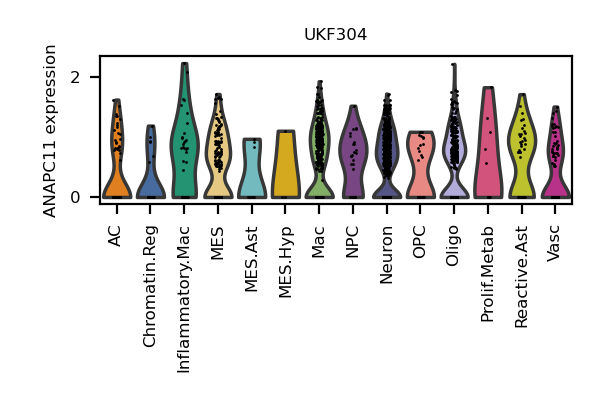 UKF304
ANAPC11 expression
2
0
AC
Chromatin.Reg
Inflammatory.Mac
MES
MES.Ast
MES.Hyp
Mac
NPC
Neuron
OPC
Oligo
Prolif.Metab
Reactive.Ast
Vasc